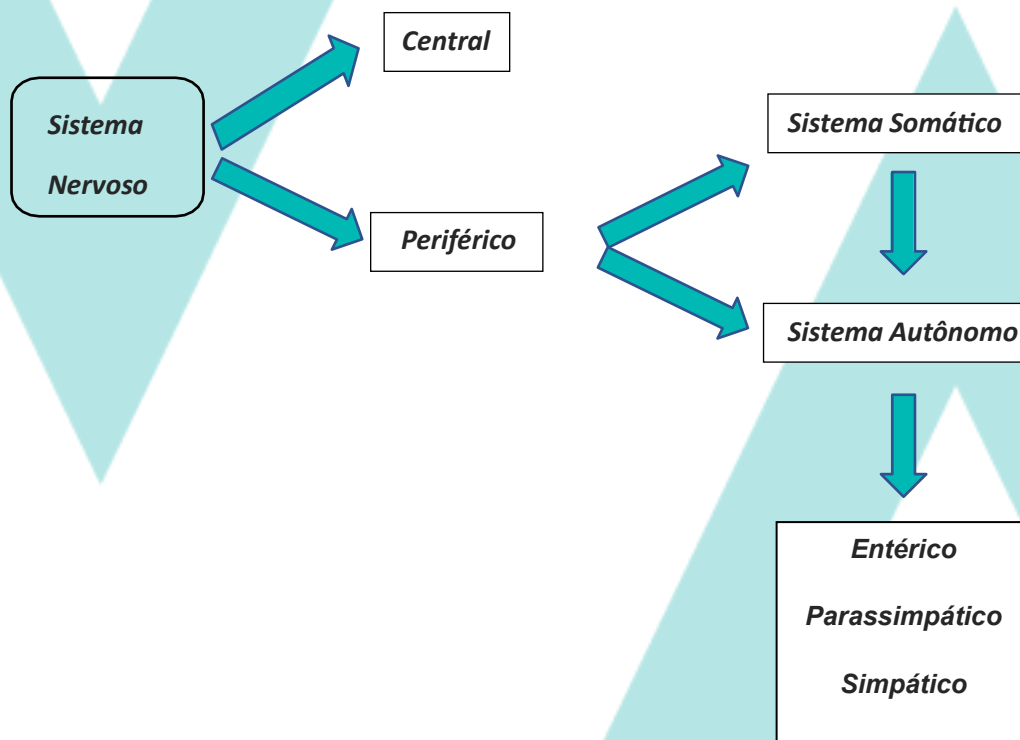 Central
Sistema
Nervoso
Periférico
Sistema Somático
Sistema Autônomo
Entérico
Parassimpático
Simpático